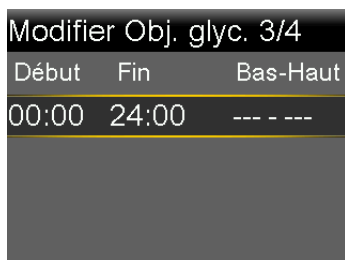 Modifier Obj. glyc. 3/4
Début Fin Bas-Haut
00:00 24:00 --- - ---